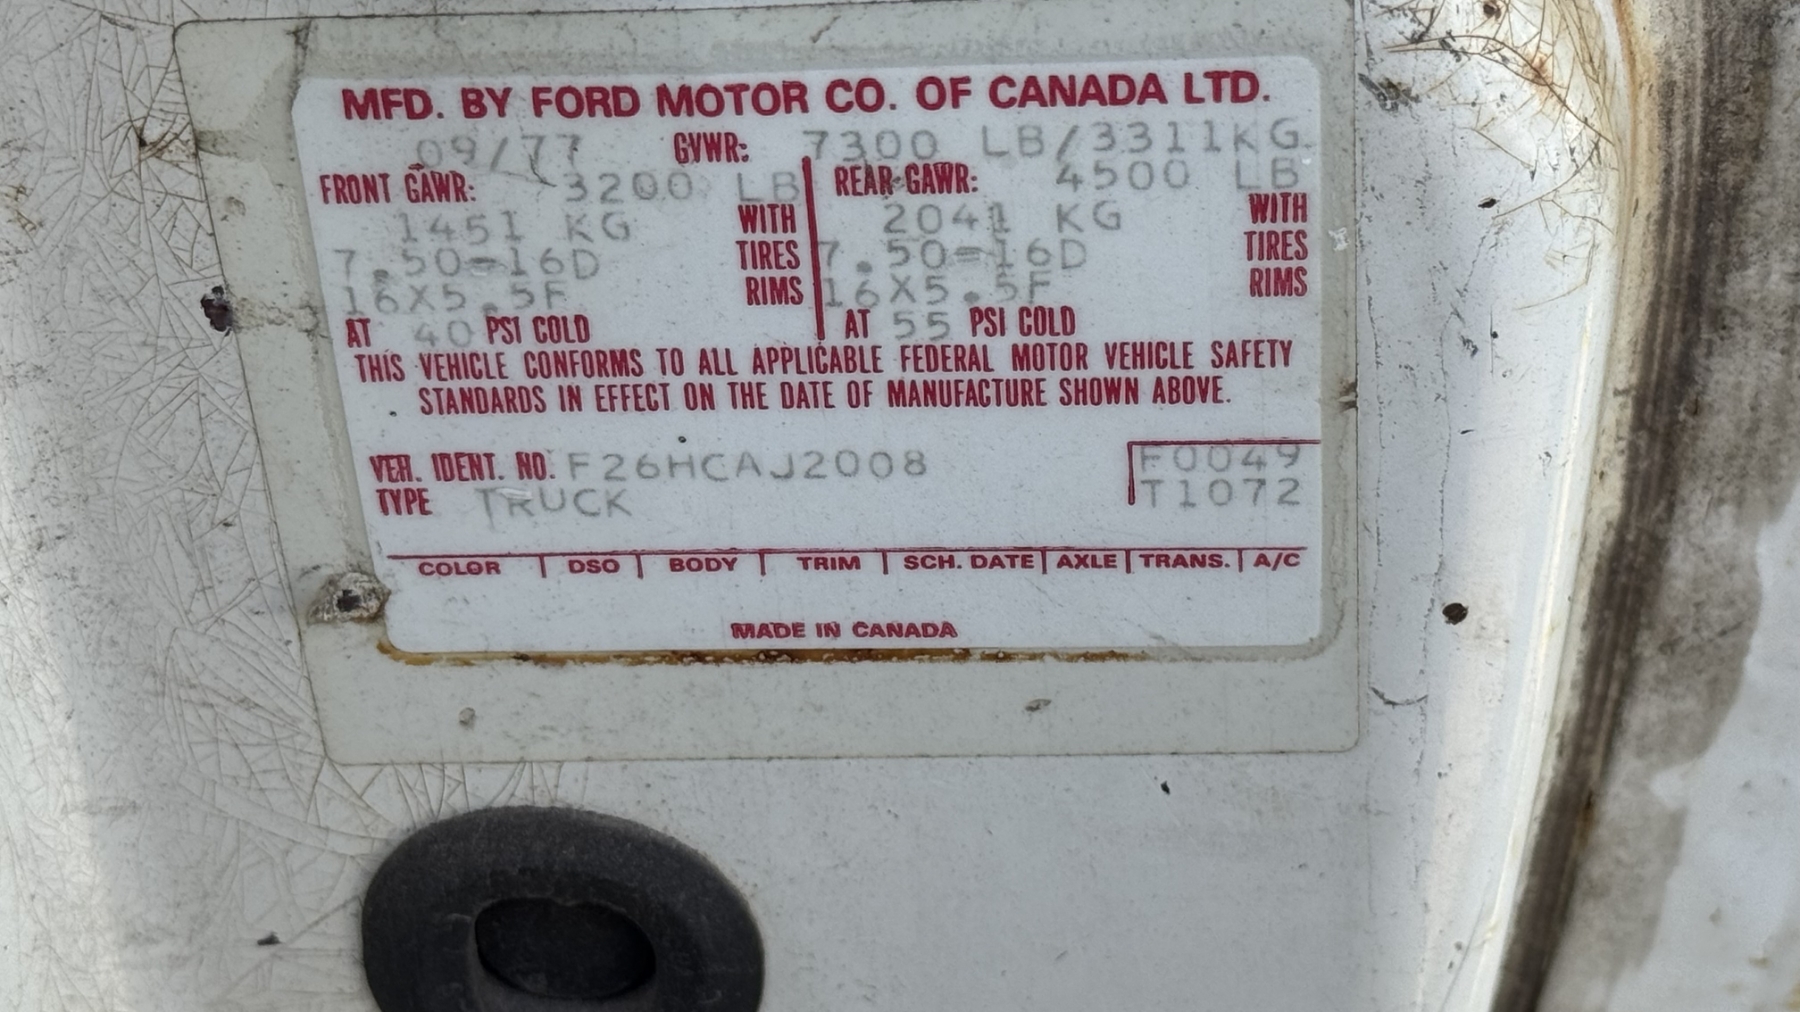 MFD. BY FORD MOTOR CO. OF CANADA LTD.
09/77 GVWR: 7300 LB/3311KG
FRONT GAWR: 3200 LB REAR GAWR: 4500 LB
1451 KG WITH 2041 KG WITH
7.50-16D TIRES 7.50-16D TIRES
16X5.5F RIMS 16X5.5F RIMS
AT 40 PSI COLD AT 55 PSI COLD
THIS VEHICLE CONFORMS TO ALL APPLICABLE FEDERAL MOTOR VEHICLE SAFETY
STANDARDS IN EFFECT ON THE DATE OF MANUFACTURE SHOWN ABOVE.
VEH. IDENT. NO. F26HCAJ2008 F0049
TYPE TRUCK T1072
COLOR DSO BODY TRIM SCH. DATE AXLE TRANS. A/C
MADE IN CANADA